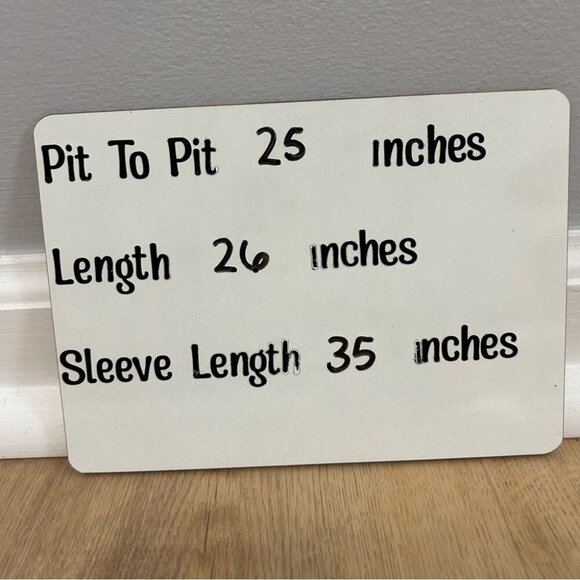 Pit To Pit 25 inches
Length 26 inches
Sleeve Length 35 inches